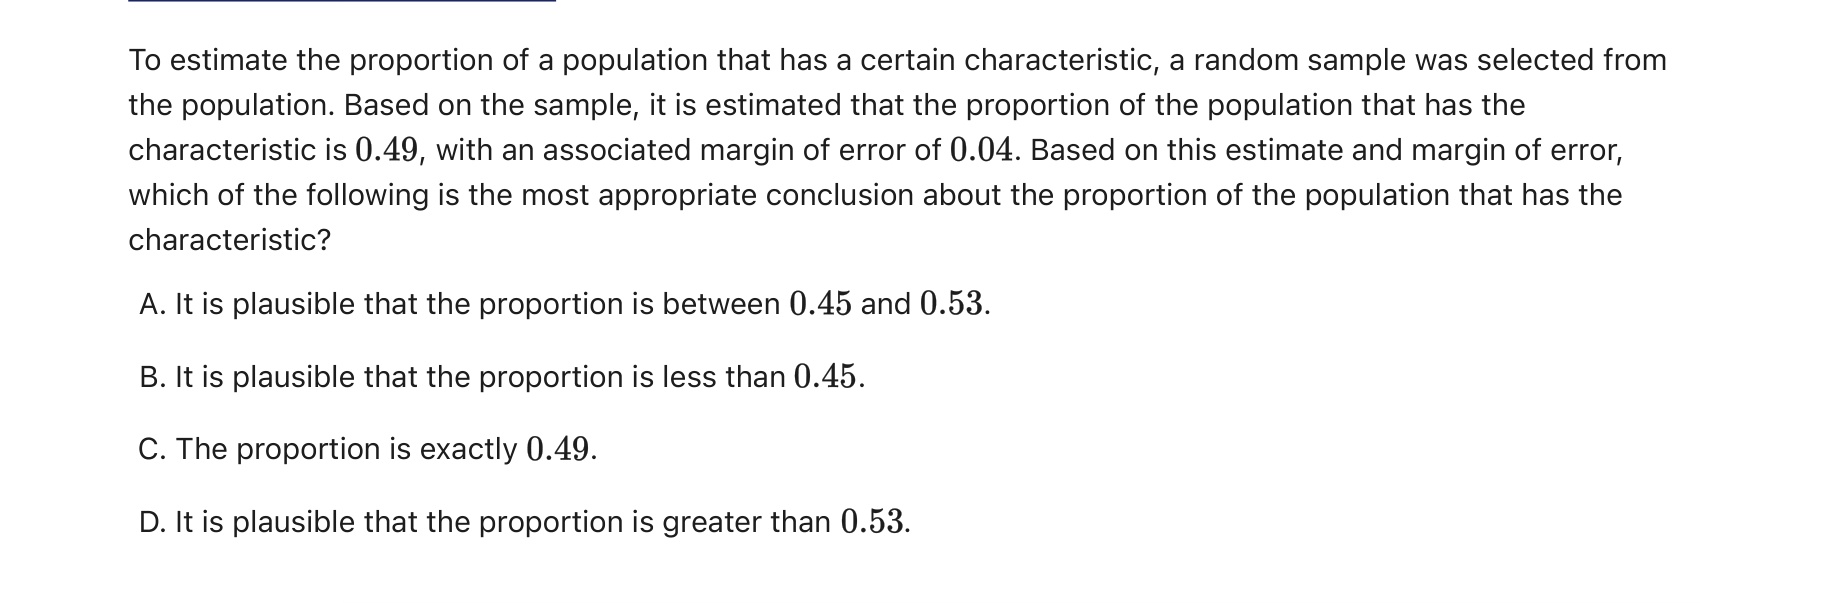 To estimate the proportion of a population that has a certain characteristic, a random sample was selected from
the population. Based on the sample, it is estimated that the proportion of the population that has the
characteristic is 0.49, with an associated margin of error of 0.04. Based on this estimate and margin of error,
which of the following is the most appropriate conclusion about the proportion of the population that has the
characteristic?
A. It is plausible that the proportion is between 0.45 and 0.53.
B. It is plausible that the proportion is less than 0.45.
C. The proportion is exactly 0.49.
D. It is plausible that the proportion is greater than 0.53.